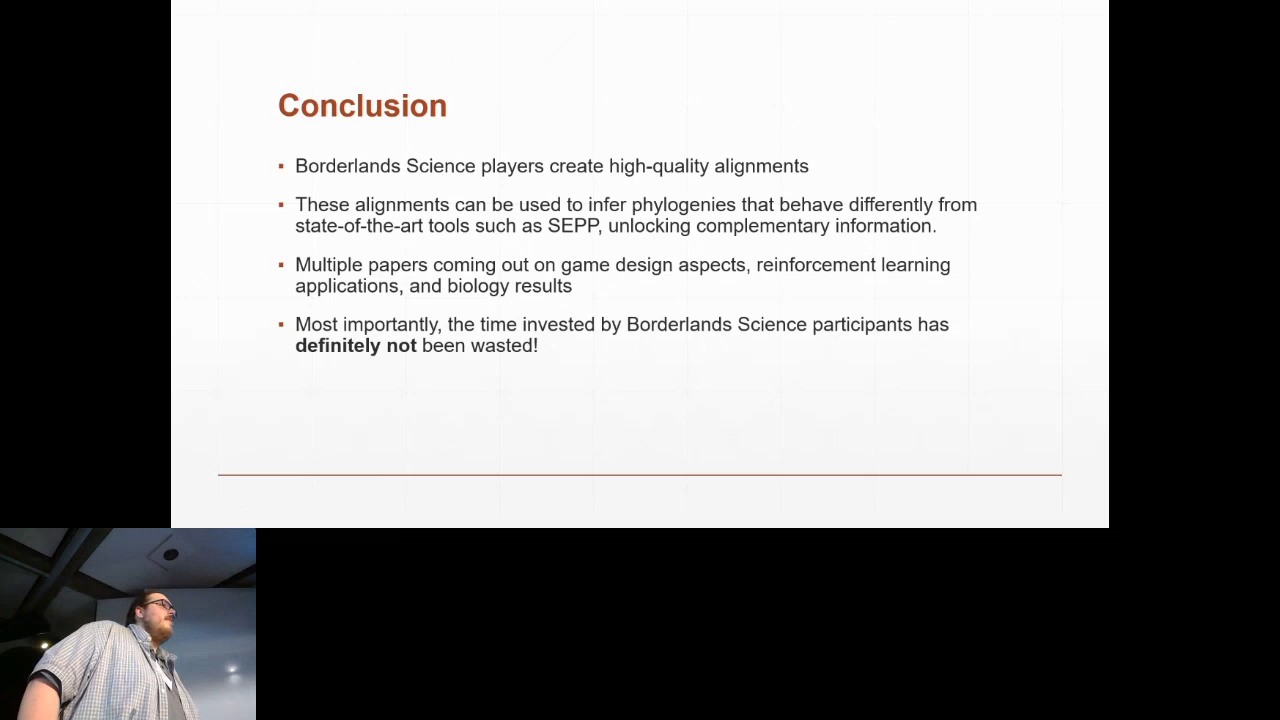 Conclusion
▪ Borderlands Science players create high-quality alignments
▪ These alignments can be used to infer phylogenies that behave differently from
state-of-the-art tools such as SEPP, unlocking complementary information.
▪ Multiple papers coming out on game design aspects, reinforcement learning
applications, and biology results
▪ Most importantly, the time invested by Borderlands Science participants has
definitely not been wasted!